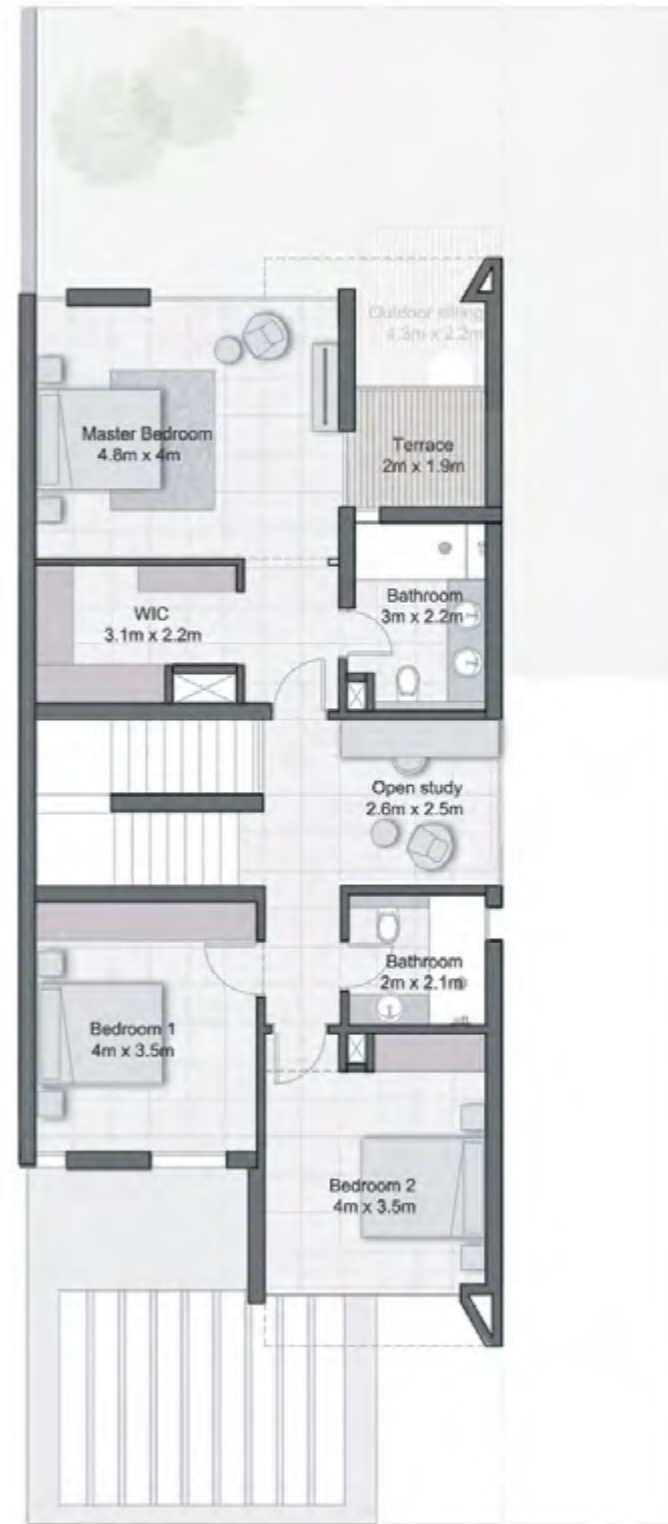 Outdoor sitting
4.3m x 2.2m
Master Bedroom
4.8m x 4m
Terrace
2m x 1.9m
WIC
3.1m x 2.2m
Bathroom
3m x 2.2m
Open study
2.6m x 2.5m
Bathroom
2m x 2.1m
Bedroom 1
4m x 3.5m
Bedroom 2
4m x 3.5m